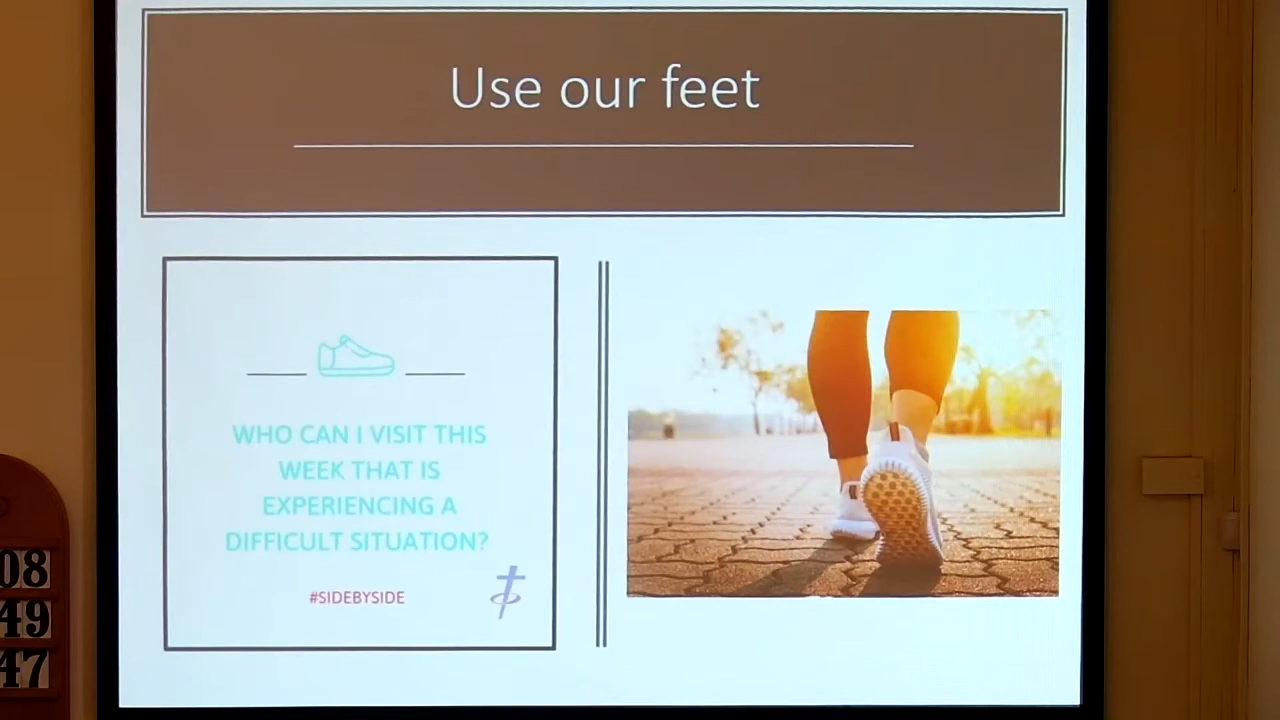 Use our feet
WHO CAN I VISIT THIS
WEEK THAT IS
EXPERIENCING A
DIFFICULT SITUATION?
#SIDEBYSIDE
08
49
47